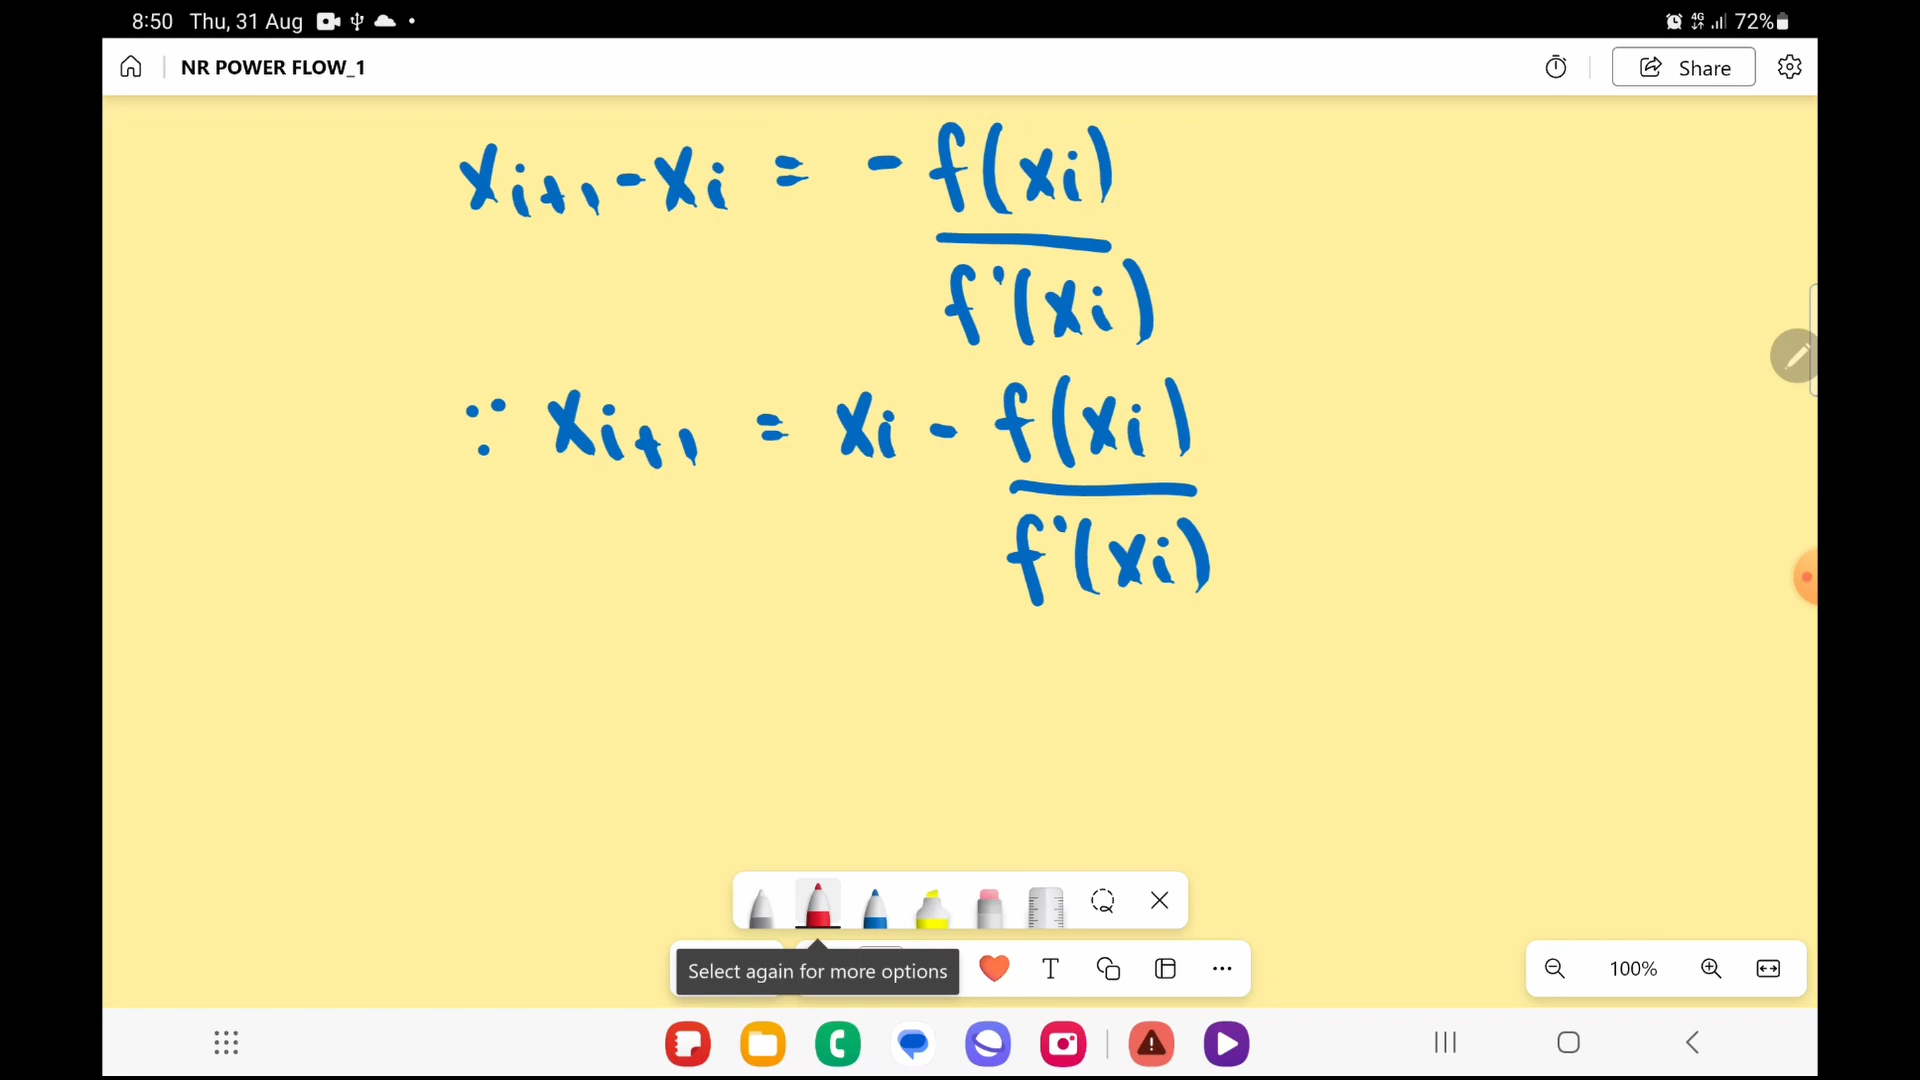 8:50 Thu, 31 Aug 4G 72%
NR POWER FLOW_1 Share
xi+1 - xi = - f(xi)
f'(xi)
∵ xi+1 = xi - f(xi)
f'(xi)
Select again for more options T 100%